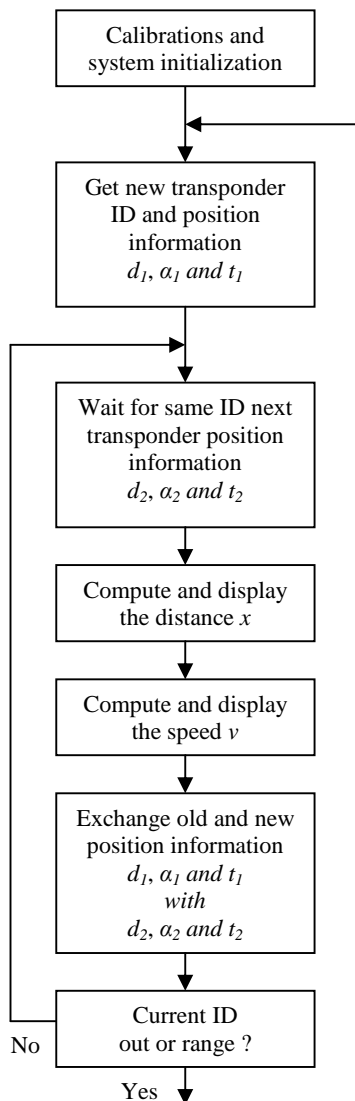 Calibrations and
system initialization
Get new transponder
ID and position
information
d₁, α₁ and t₁
Wait for same ID next
transponder position
information
d₂, α₂ and t₂
Compute and display
the distance x
Compute and display
the speed v
Exchange old and new
position information
d₁, α₁ and t₁
with
d₂, α₂ and t₂
Current ID
out or range ?
No
Yes